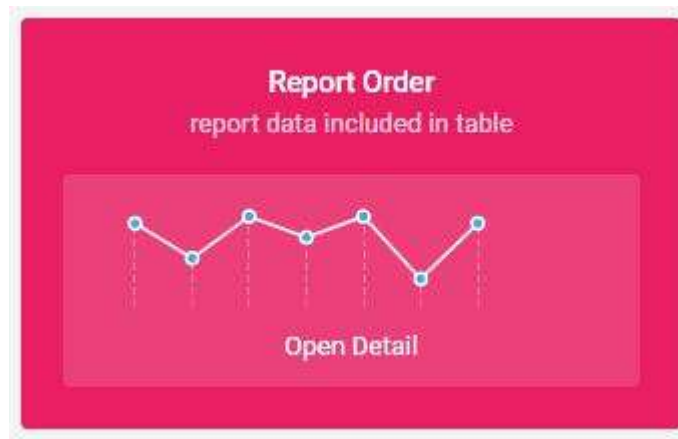 Report Order
report data included in table
Open Detail